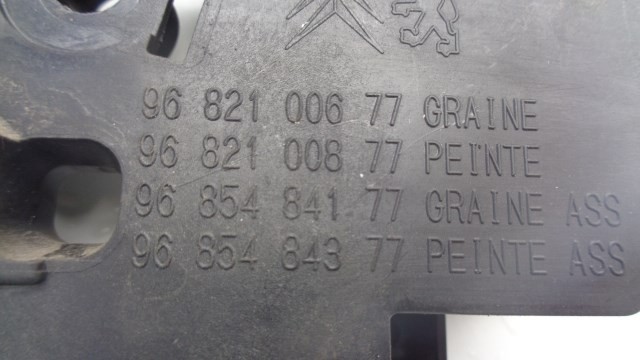 96 821 006 77 GRAINE
96 821 008 77 PEINTE
96 854 841 77 GRAINE ASS
96 854 843 77 PEINTE ASS